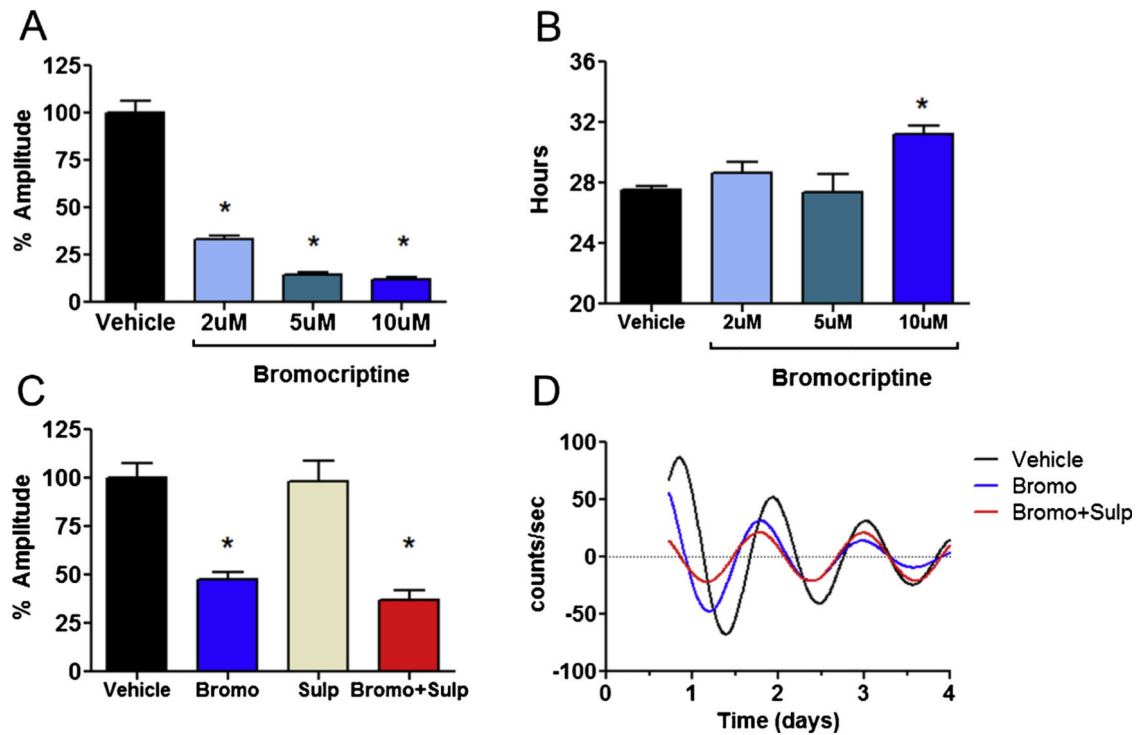 A
125
100
75
50
25
0
% Amplitude
*
*
*
Vehicle 2uM 5uM 10uM
Bromocriptine
B
36
32
28
24
20
Hours
*
Vehicle 2uM 5uM 10uM
Bromocriptine
C
125
100
75
50
25
0
% Amplitude
*
*
Vehicle Bromo Sulp Bromo+Sulp
D
100
50
0
-50
-100
counts/sec
0 1 2 3 4
Time (days)
Vehicle
Bromo
Bromo+Sulp